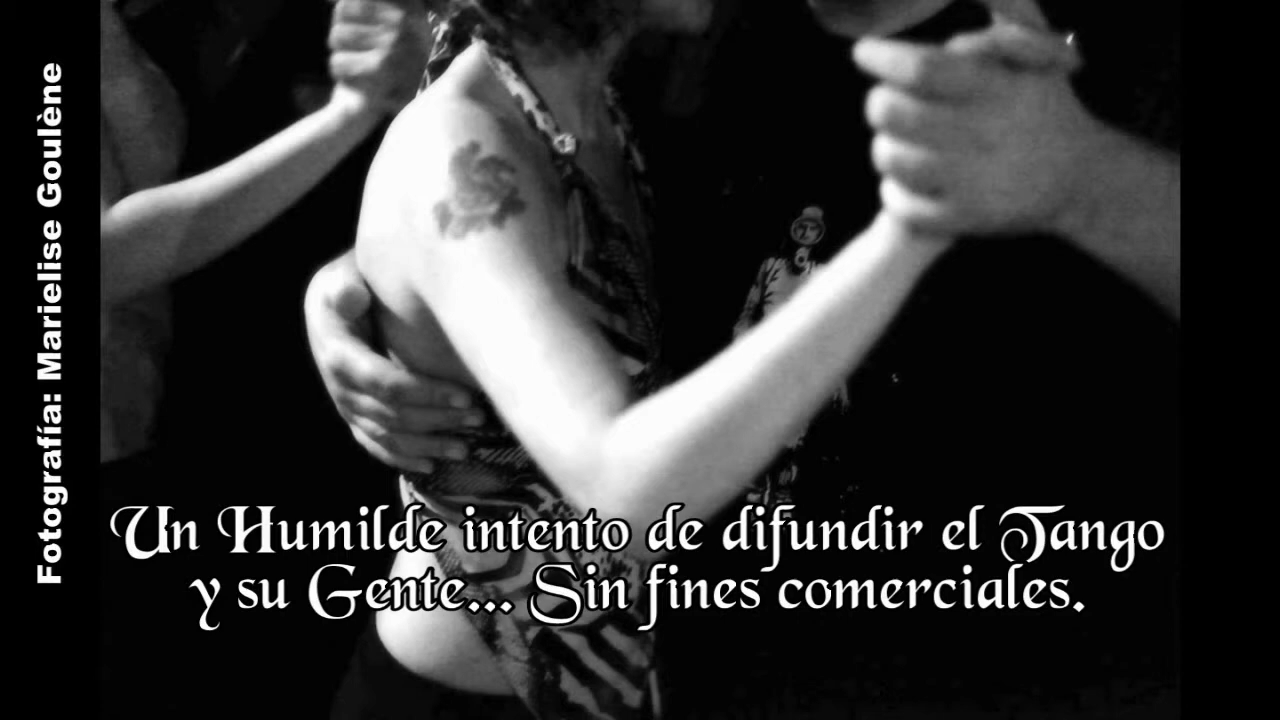 Fotografía: Marielise Goulène
Un Humilde intento de difundir el Tango
y su Gente... Sin fines comerciales.